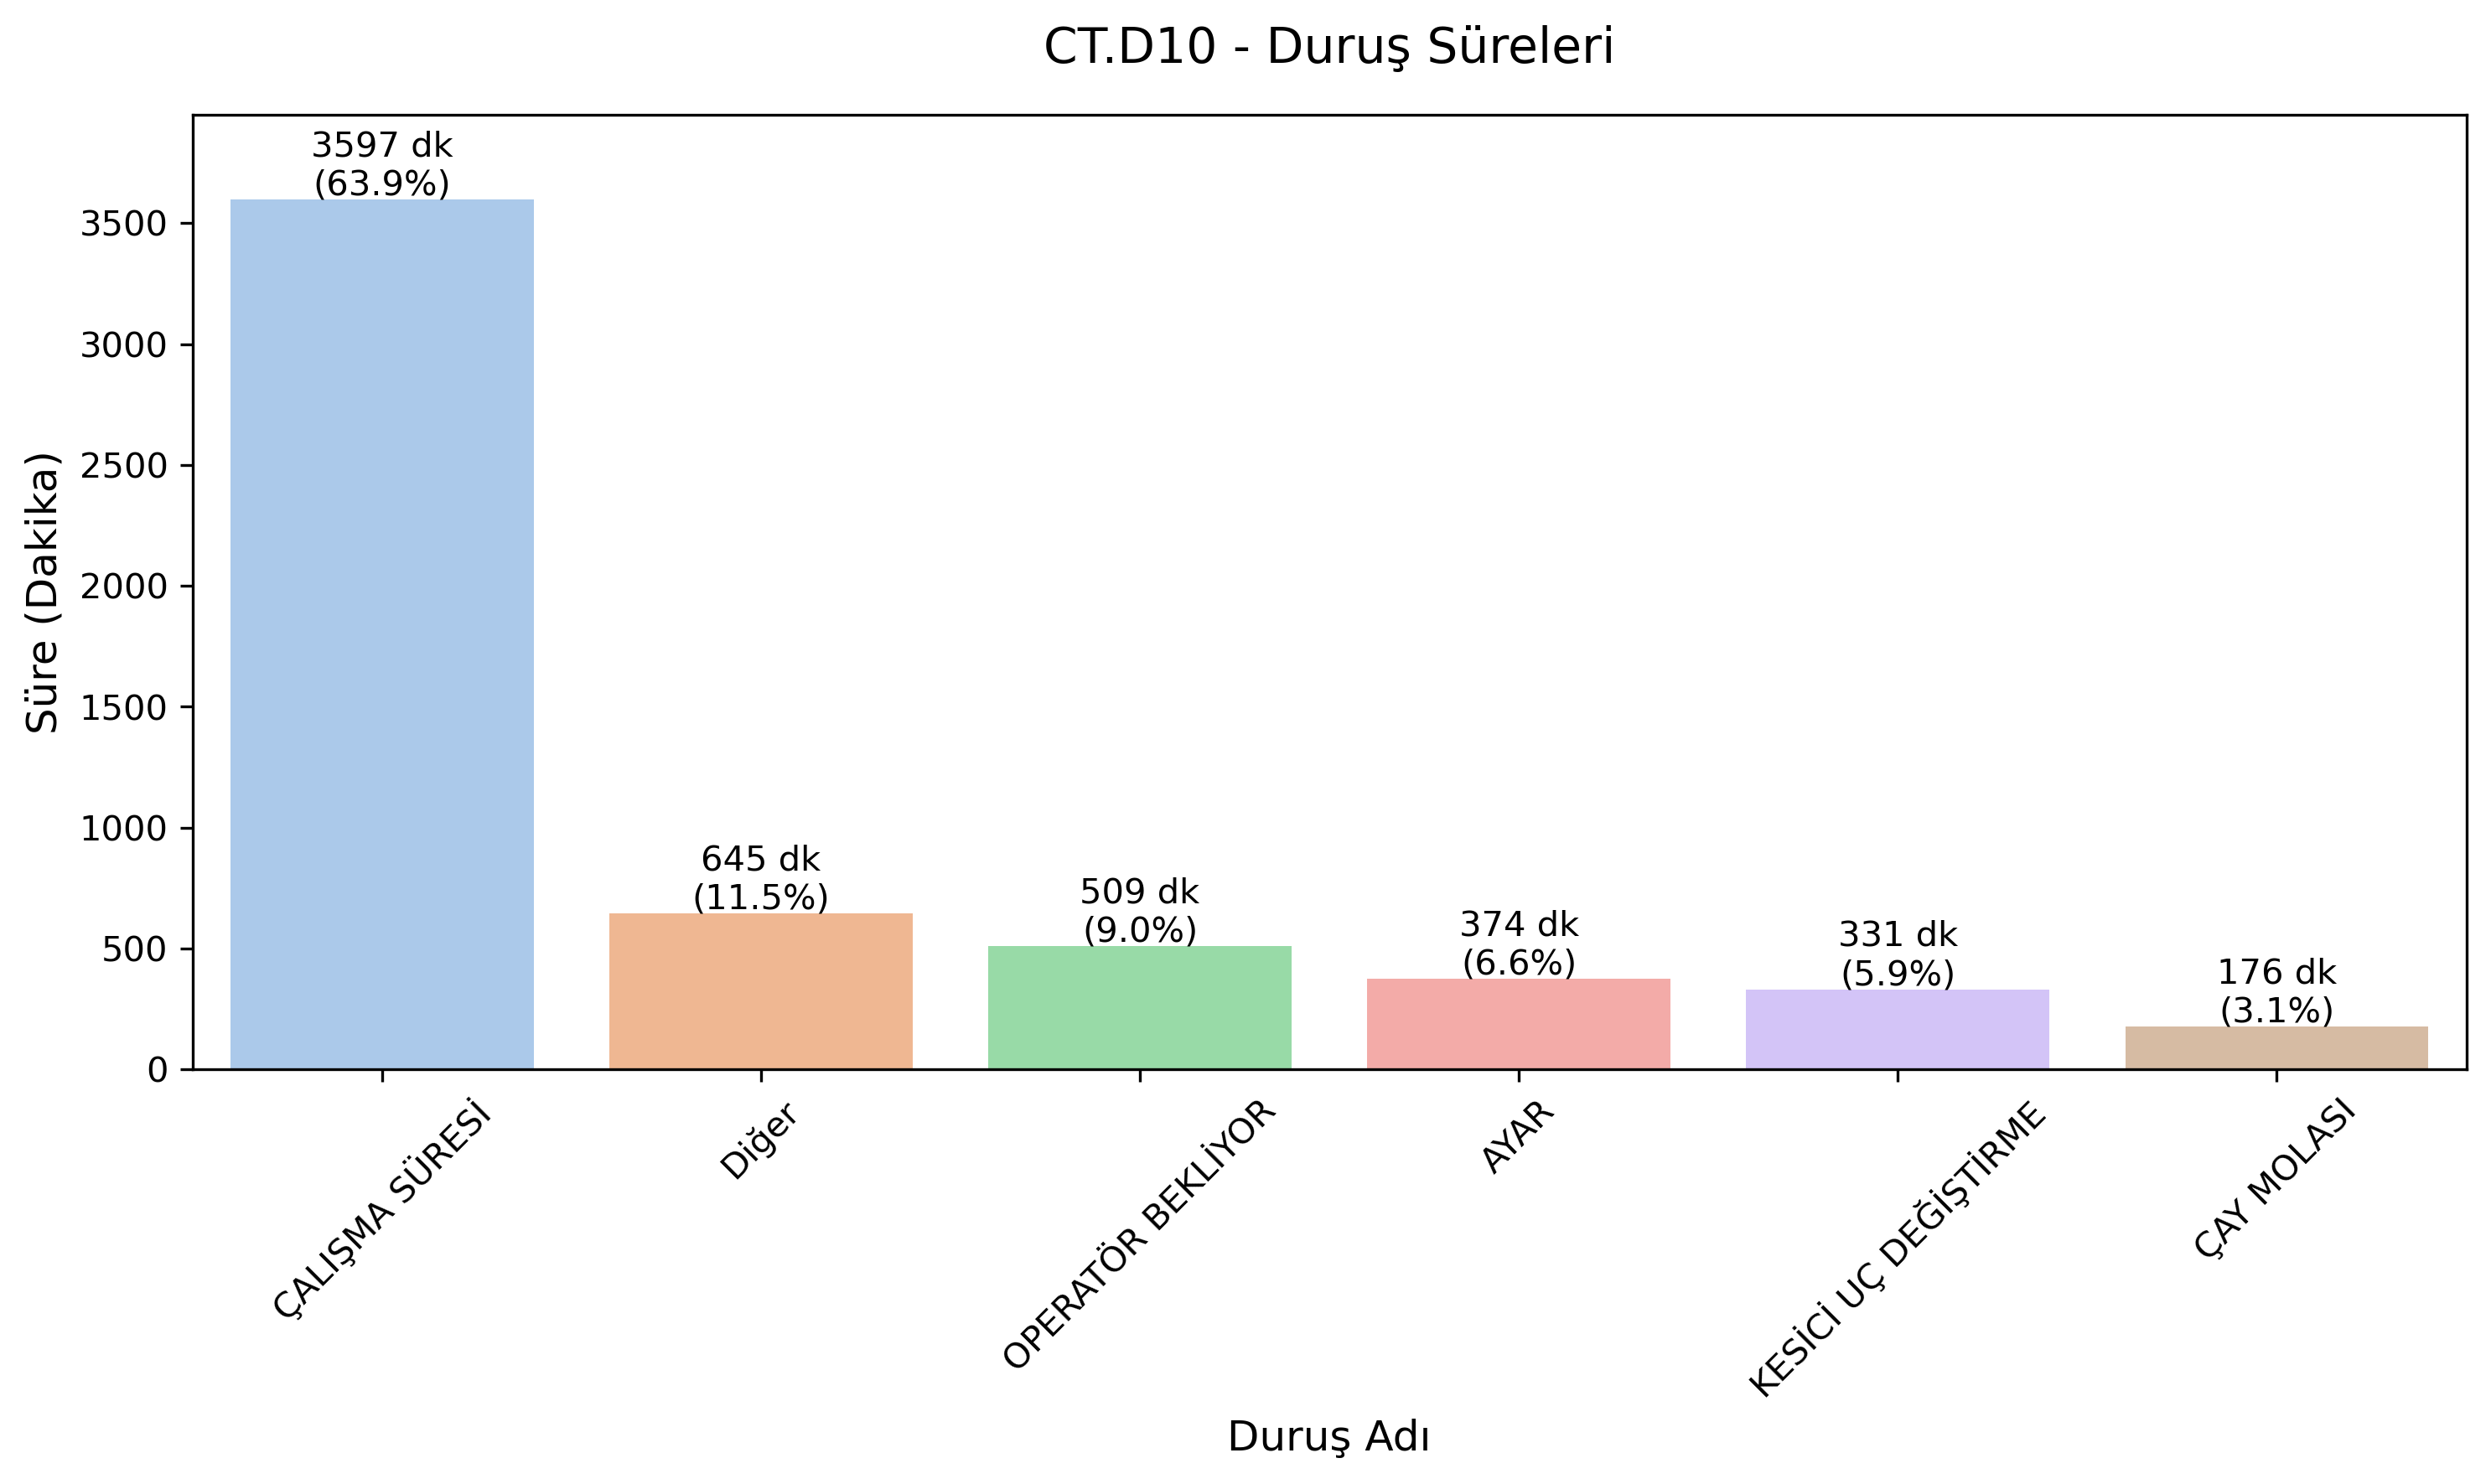 CT.D10 - Duruş Süreleri
Süre (Dakika)
3500
3000
2500
2000
1500
1000
500
0
3597 dk
(63.9%)
645 dk
(11.5%)
509 dk
(9.0%)
374 dk
(6.6%)
331 dk
(5.9%)
176 dk
(3.1%)
ÇALIŞMA SÜRESİ
Diğer
OPERATÖR BEKLİYOR
AYAR
KESİCİ UÇ DEĞİŞTİRME
ÇAY MOLASI
Duruş Adı